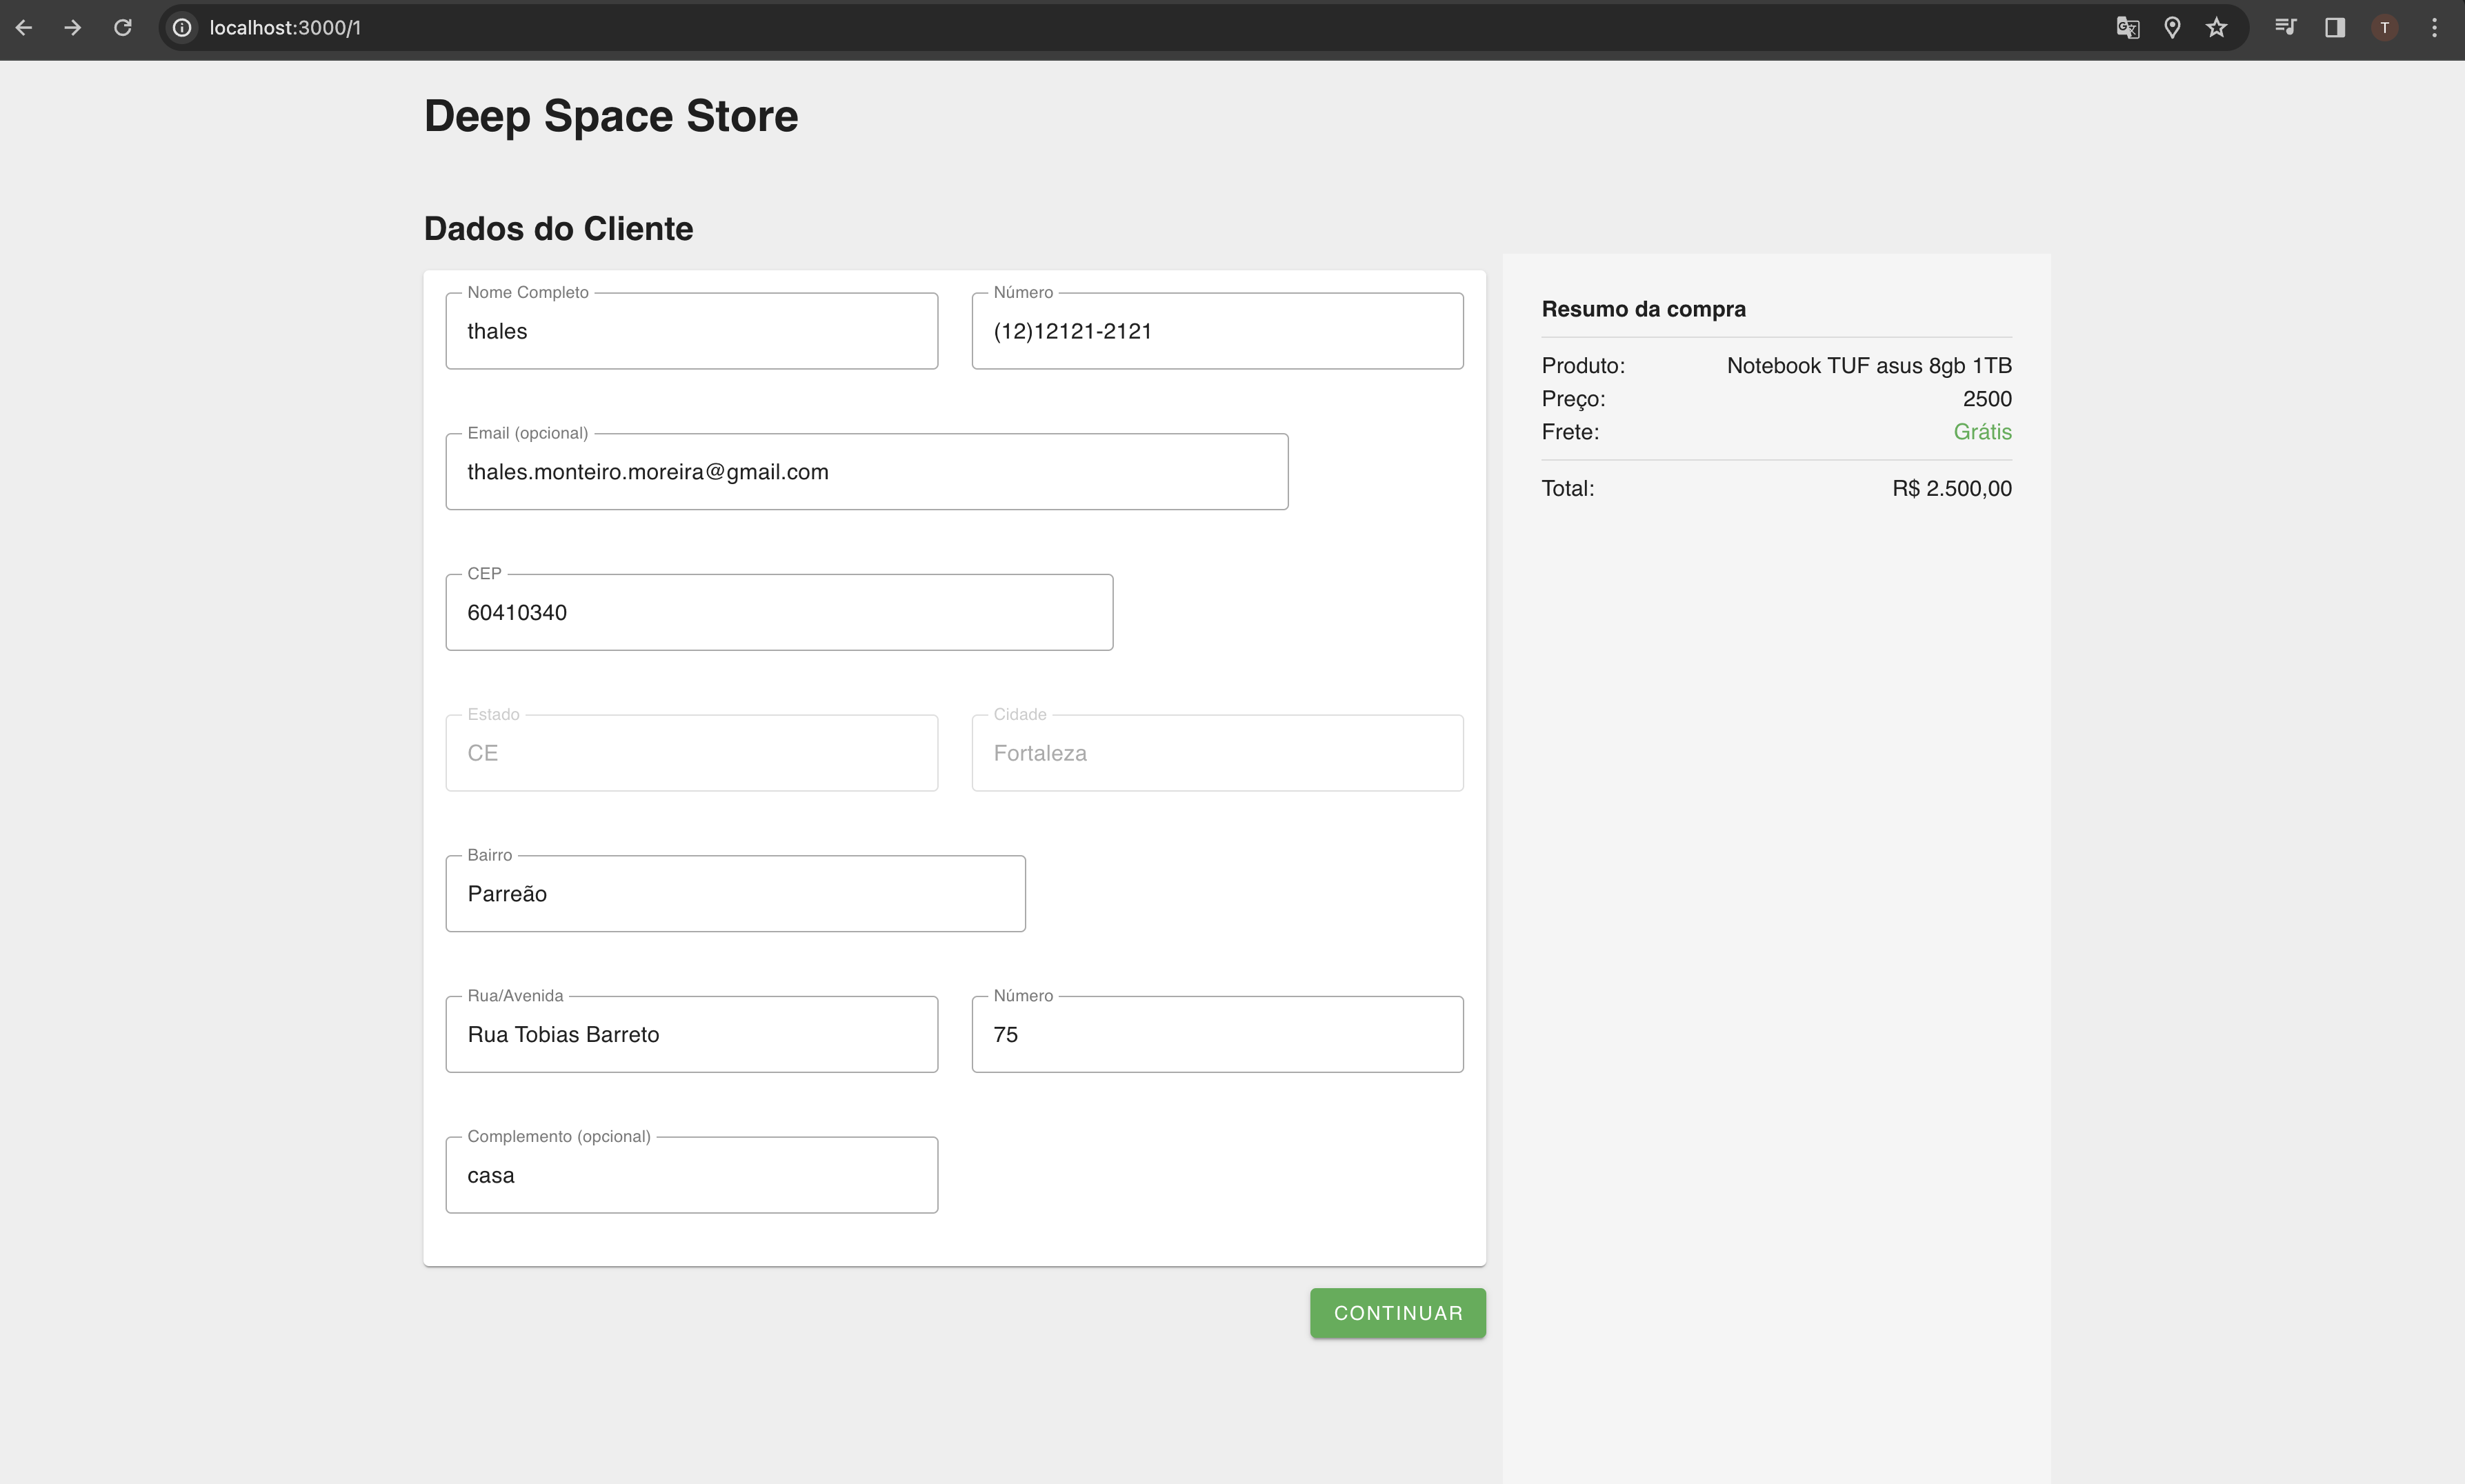 localhost:3000/1
T
Deep Space Store
Dados do Cliente
Nome Completo
thales
Número
(12)12121-2121
Email (opcional)
thales.monteiro.moreira@gmail.com
CEP
60410340
Estado
CE
Cidade
Fortaleza
Bairro
Parreão
Rua/Avenida
Rua Tobias Barreto
Número
75
Complemento (opcional)
casa
CONTINUAR
Resumo da compra
Produto: Notebook TUF asus 8gb 1TB
Preço: 2500
Frete: Grátis
Total: R$ 2.500,00